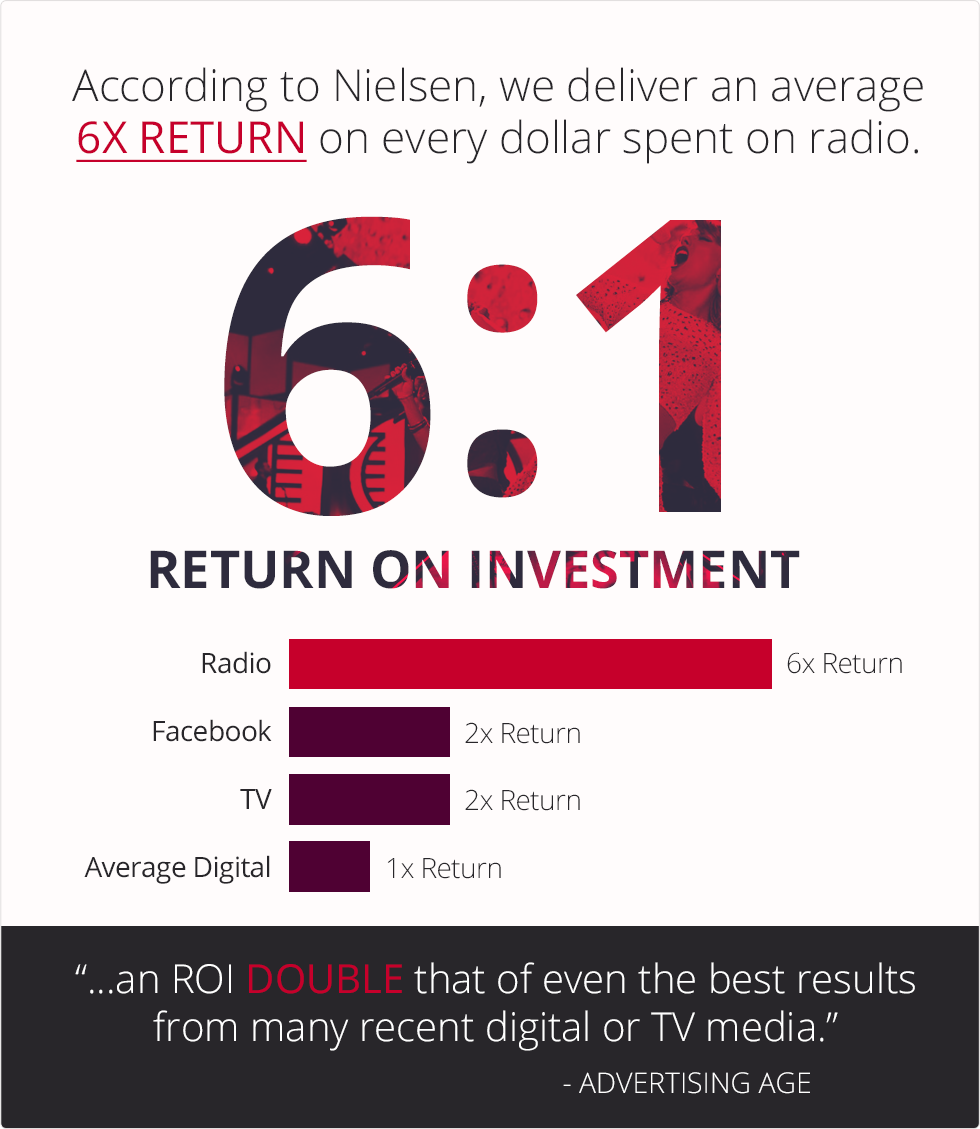 According to Nielsen, we deliver an average
6X RETURN on every dollar spent on radio.
6:1
RETURN ON INVESTMENT
Radio 6x Return
Facebook 2x Return
TV 2x Return
Average Digital 1x Return
“...an ROI DOUBLE that of even the best results
from many recent digital or TV media.”
- ADVERTISING AGE